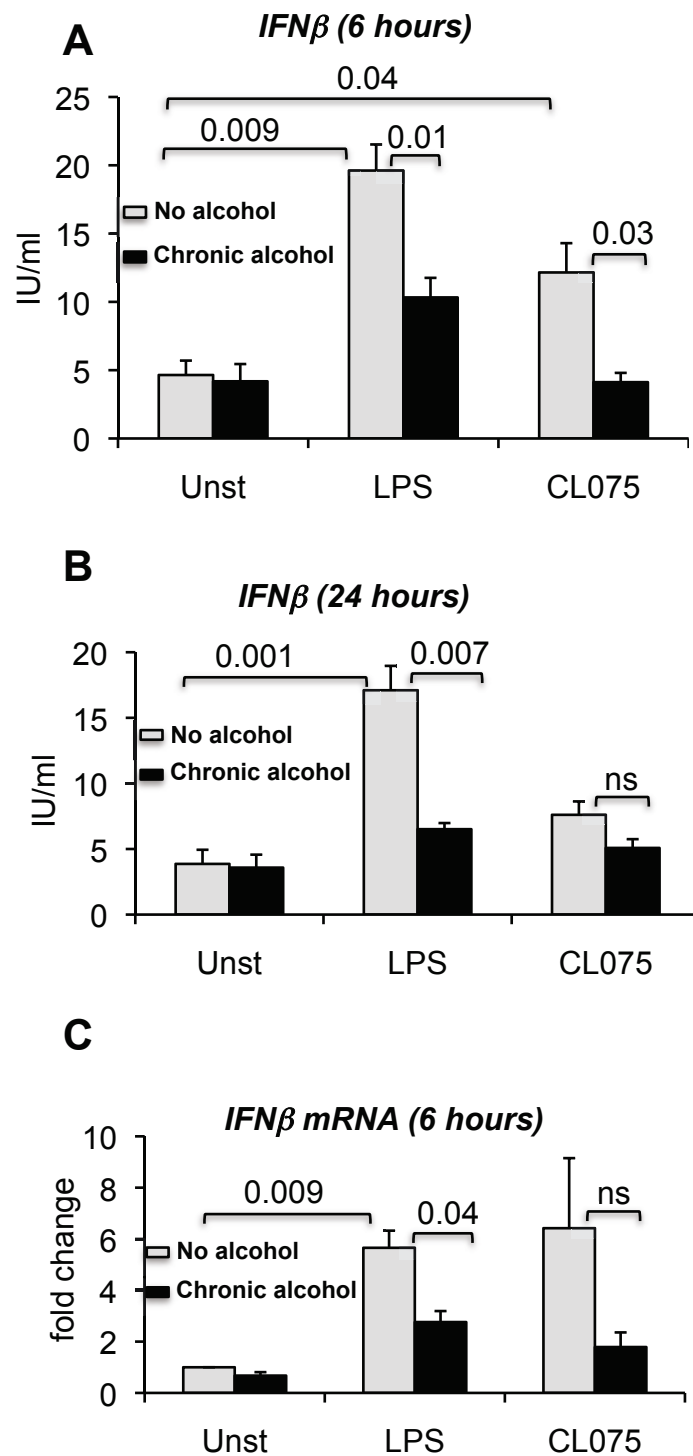 A
IFNβ (6 hours)
0.04
0.009
0.01
0.03
25
20
15
10
5
0
IU/ml
No alcohol
Chronic alcohol
Unst LPS CL075
B
IFNβ (24 hours)
0.001
0.007
ns
20
15
10
5
0
IU/ml
No alcohol
Chronic alcohol
Unst LPS CL075
C
IFNβ mRNA (6 hours)
0.009
0.04
ns
10
8
6
4
2
0
fold change
No alcohol
Chronic alcohol
Unst LPS CL075